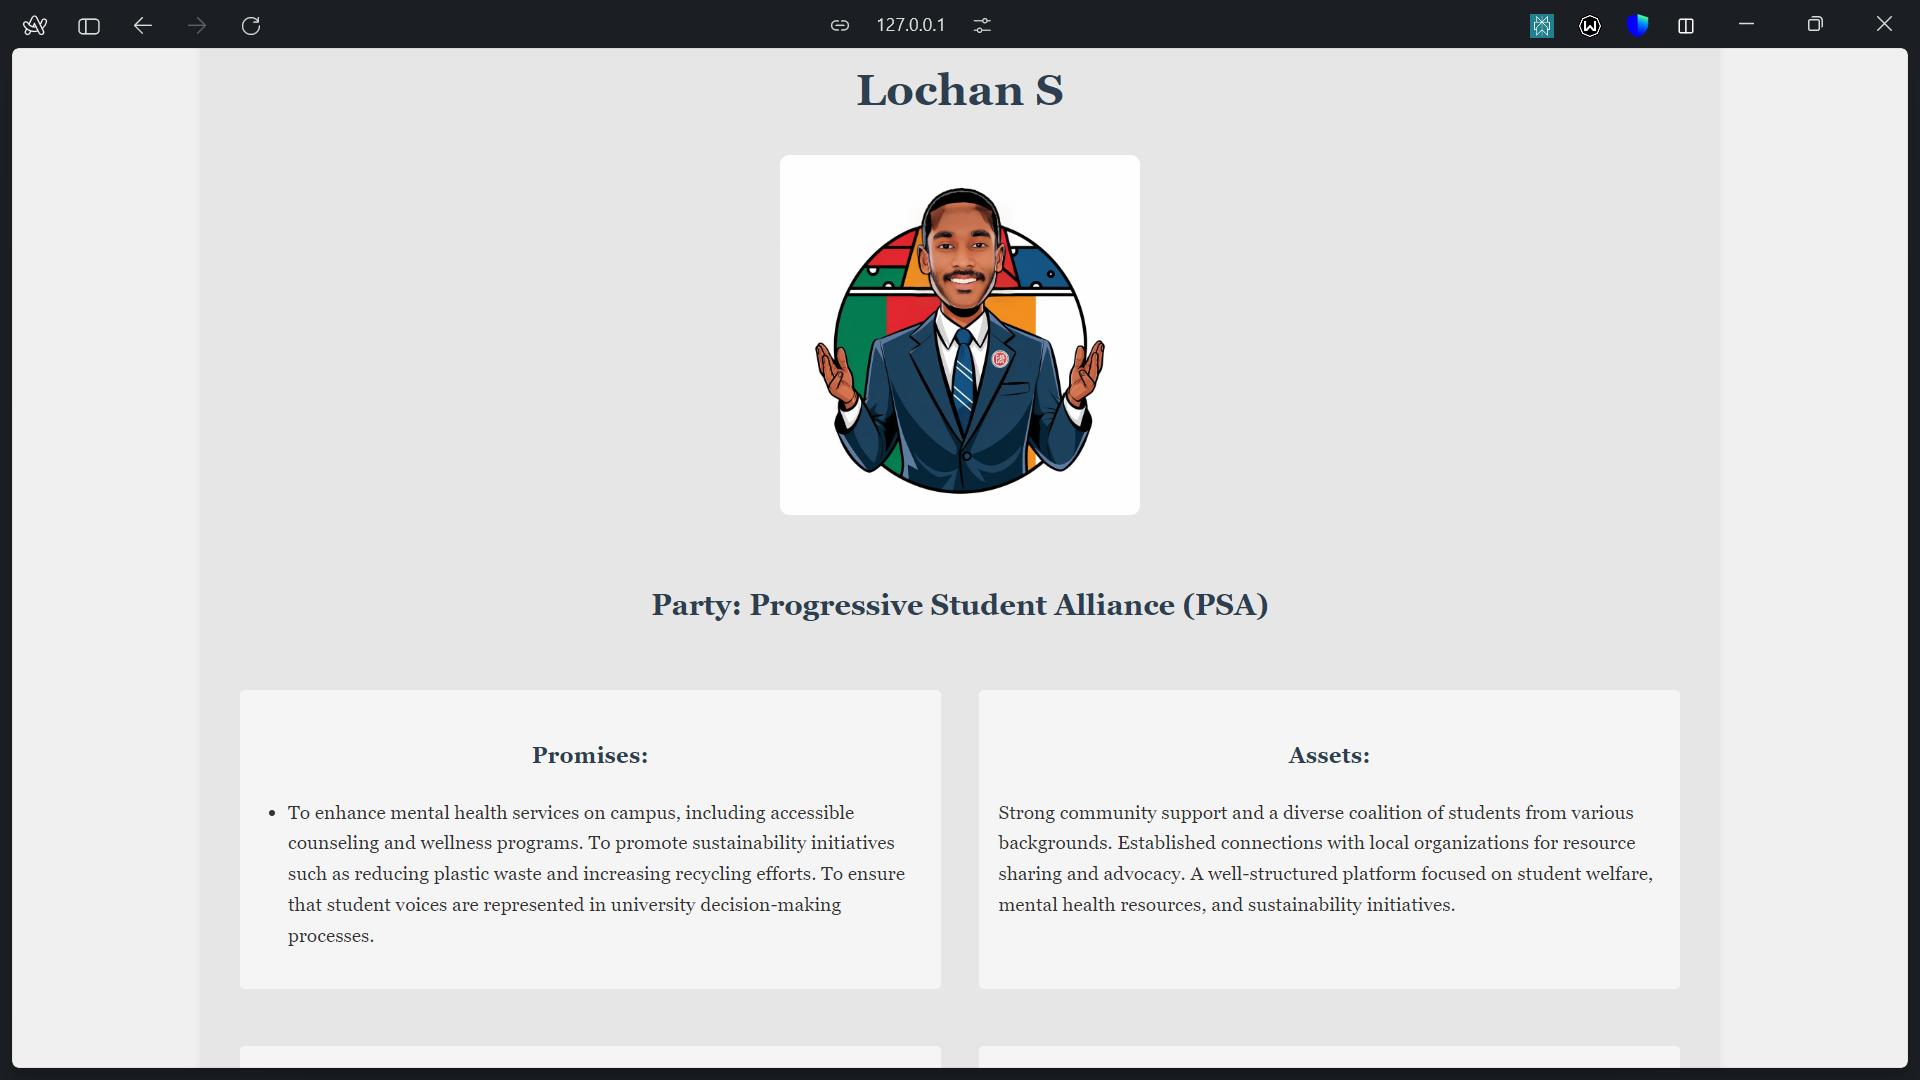 127.0.0.1
Lochan S
Party: Progressive Student Alliance (PSA)
Promises:
• To enhance mental health services on campus, including accessible
counseling and wellness programs. To promote sustainability initiatives
such as reducing plastic waste and increasing recycling efforts. To ensure
that student voices are represented in university decision-making
processes.
Assets:
Strong community support and a diverse coalition of students from various
backgrounds. Established connections with local organizations for resource
sharing and advocacy. A well-structured platform focused on student welfare,
mental health resources, and sustainability initiatives.